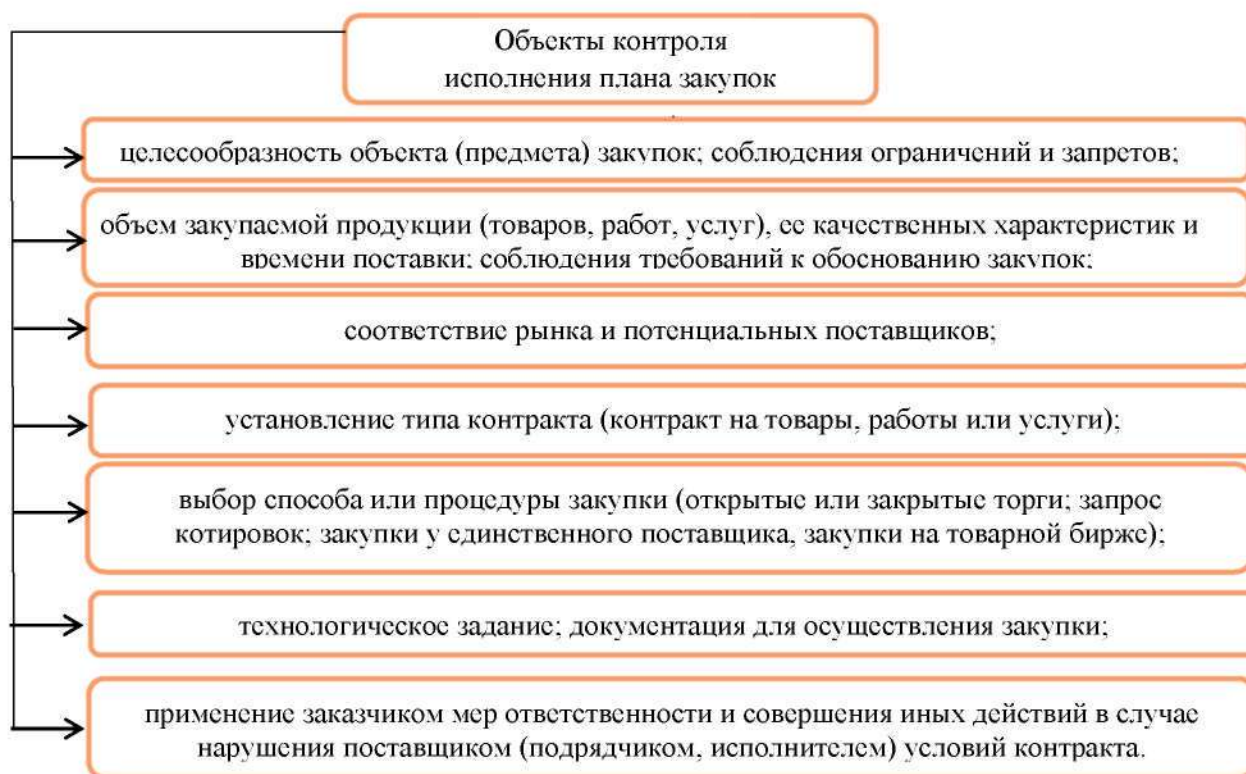 Объекты контроля
исполнения плана закупок
целесообразность объекта (предмета) закупок; соблюдения ограничений и запретов;
объем закупаемой продукции (товаров, работ, услуг), ее качественных характеристик и
времени поставки; соблюдения требований к обоснованию закупок;
соответствие рынка и потенциальных поставщиков;
установление типа контракта (контракт на товары, работы или услуги);
выбор способа или процедуры закупки (открытые или закрытые торги; запрос
котировок; закупки у единственного поставщика, закупки на товарной бирже);
технологическое задание; документация для осуществления закупки;
применение заказчиком мер ответственности и совершения иных действий в случае
нарушения поставщиком (подрядчиком, исполнителем) условий контракта.